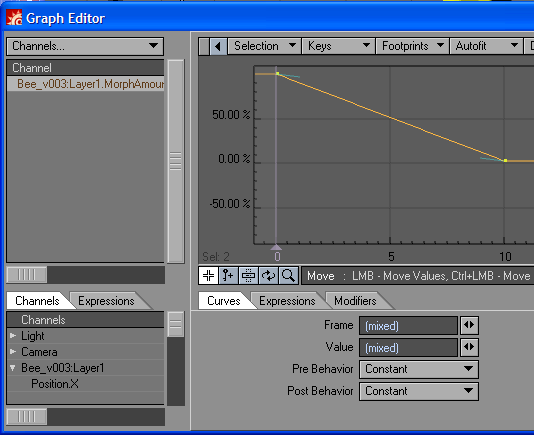 Graph Editor
Channels...
Selection
Keys
Footprints
Autofit
Channel
Bee_v003:Layer1.MorphAmour
50.00 %
0.00 %
-50.00 %
Sel: 2
0
5
10
Move : LMB - Move Values, Ctrl+LMB - Move
Channels
Expressions
Curves
Expressions
Modifiers
Channels
Light
Camera
Bee_v003:Layer1
Position.X
Frame
(mixed)
Value
(mixed)
Pre Behavior
Constant
Post Behavior
Constant